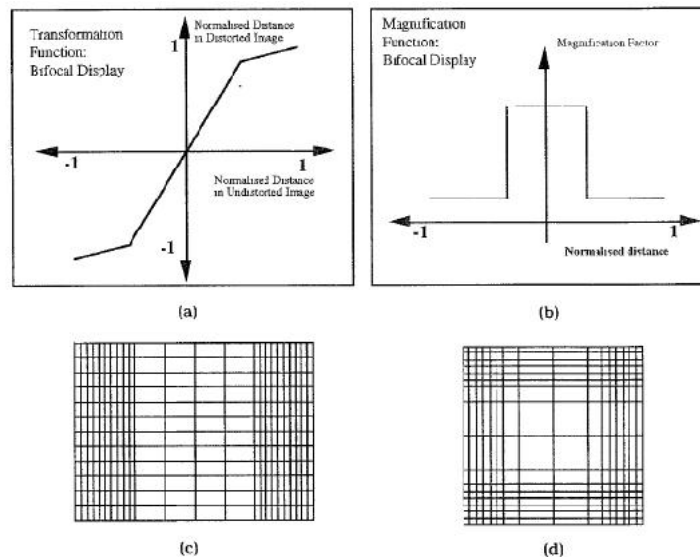 Transformation
Function:
Bifocal Display
Normalised Distance
in Distorted Image
1
-1
1
Normalised Distance
in Undistorted Image
-1
(a)
Magnification
Function:
Bifocal Display
Magnification Factor
-1
1
Normalised distance
(b)
(c)
(d)